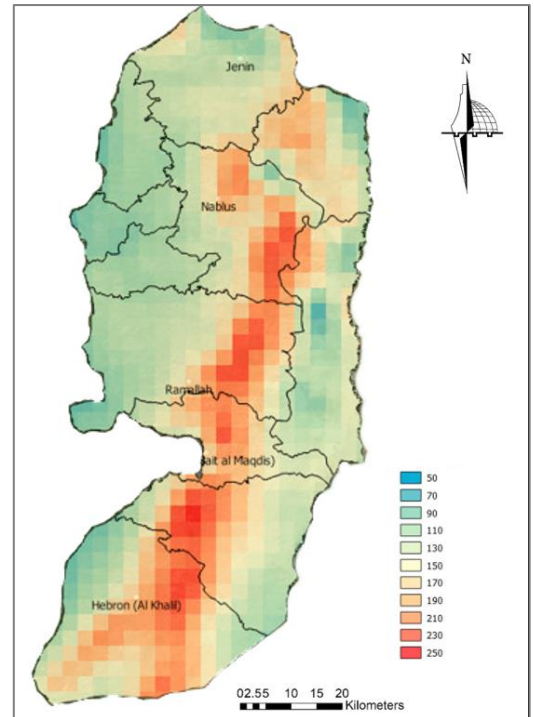 Jenin
N
Nablus
Ramallah
ait al Maqdis)
50
70
90
110
130
150
170
190
210
230
250
Hebron (Al Khalil)
02.55 10 15 20
Kilometers